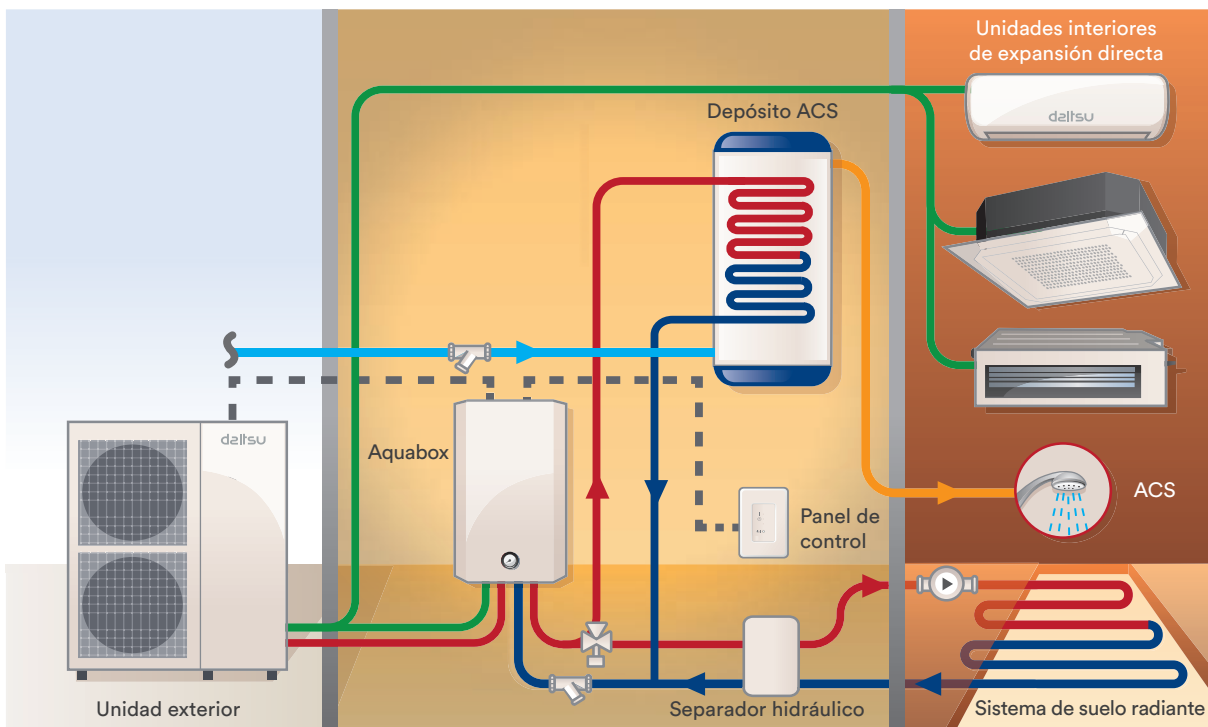 Unidades interiores
de expansión directa
daitsu
Depósito ACS
daitsu
Aquabox
ACS
Panel de
control
Unidad exterior
Separador hidráulico
Sistema de suelo radiante